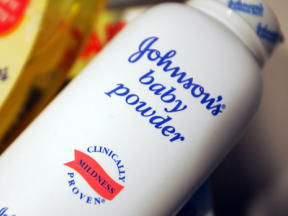 Johnson's®
baby
powder
CLINICALLY
MILDNESS
PROVEN®